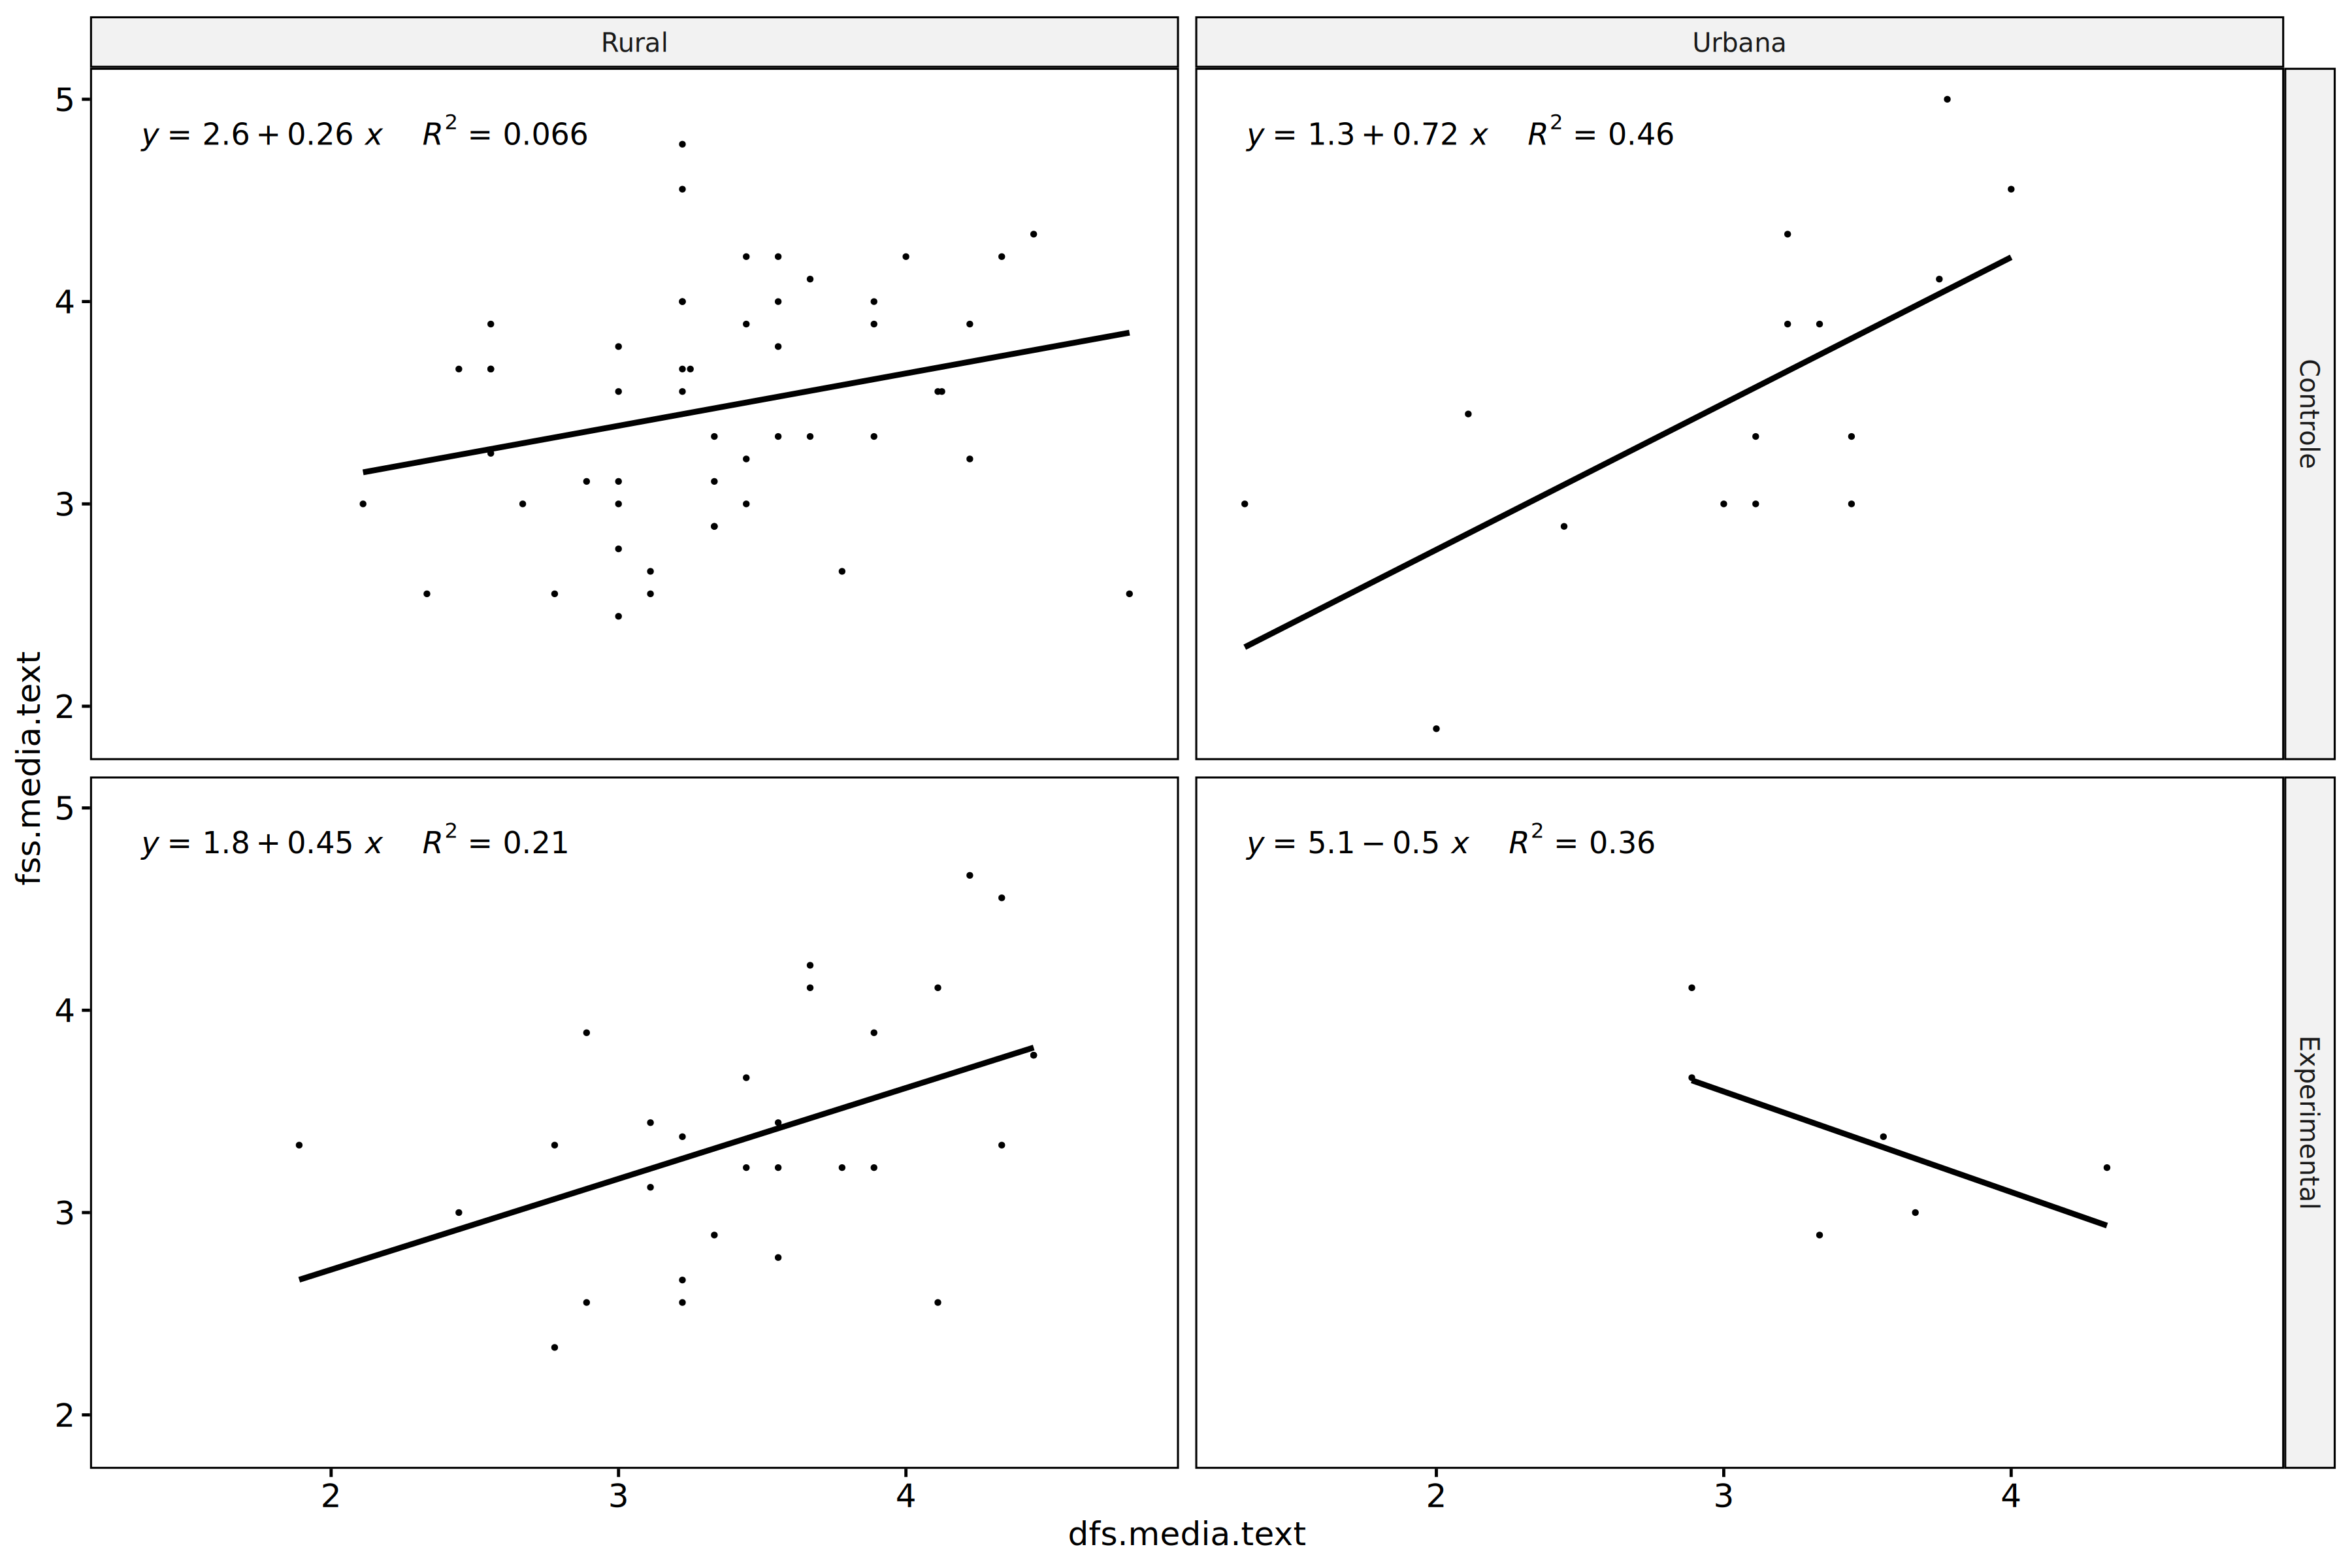 Rural
Urbana
y = 2.6 + 0.26 x R² = 0.066
y = 1.3 + 0.72 x R² = 0.46
Controle
5
4
3
2
y = 1.8 + 0.45 x R² = 0.21
y = 5.1 − 0.5 x R² = 0.36
Experimental
5
4
3
2
fss.media.text
2 3 4
2 3 4
dfs.media.text